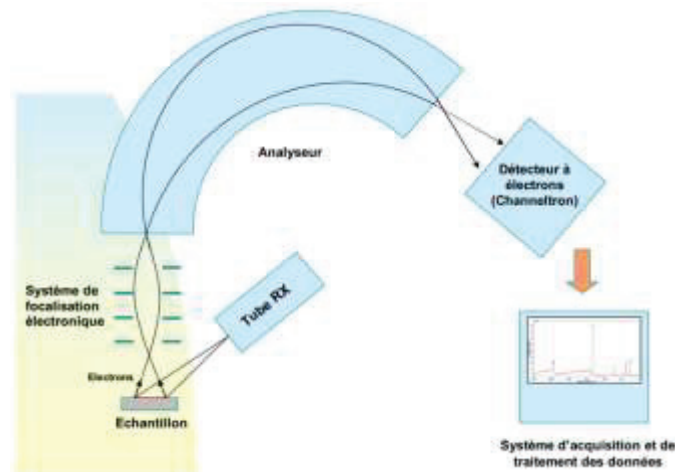 Analyseur
Détecteur à
électrons
(Channeltron)
Système de
focalisation
électronique
Tube RX
Electrons
Echantillon
Système d'acquisition et de
traitement des données